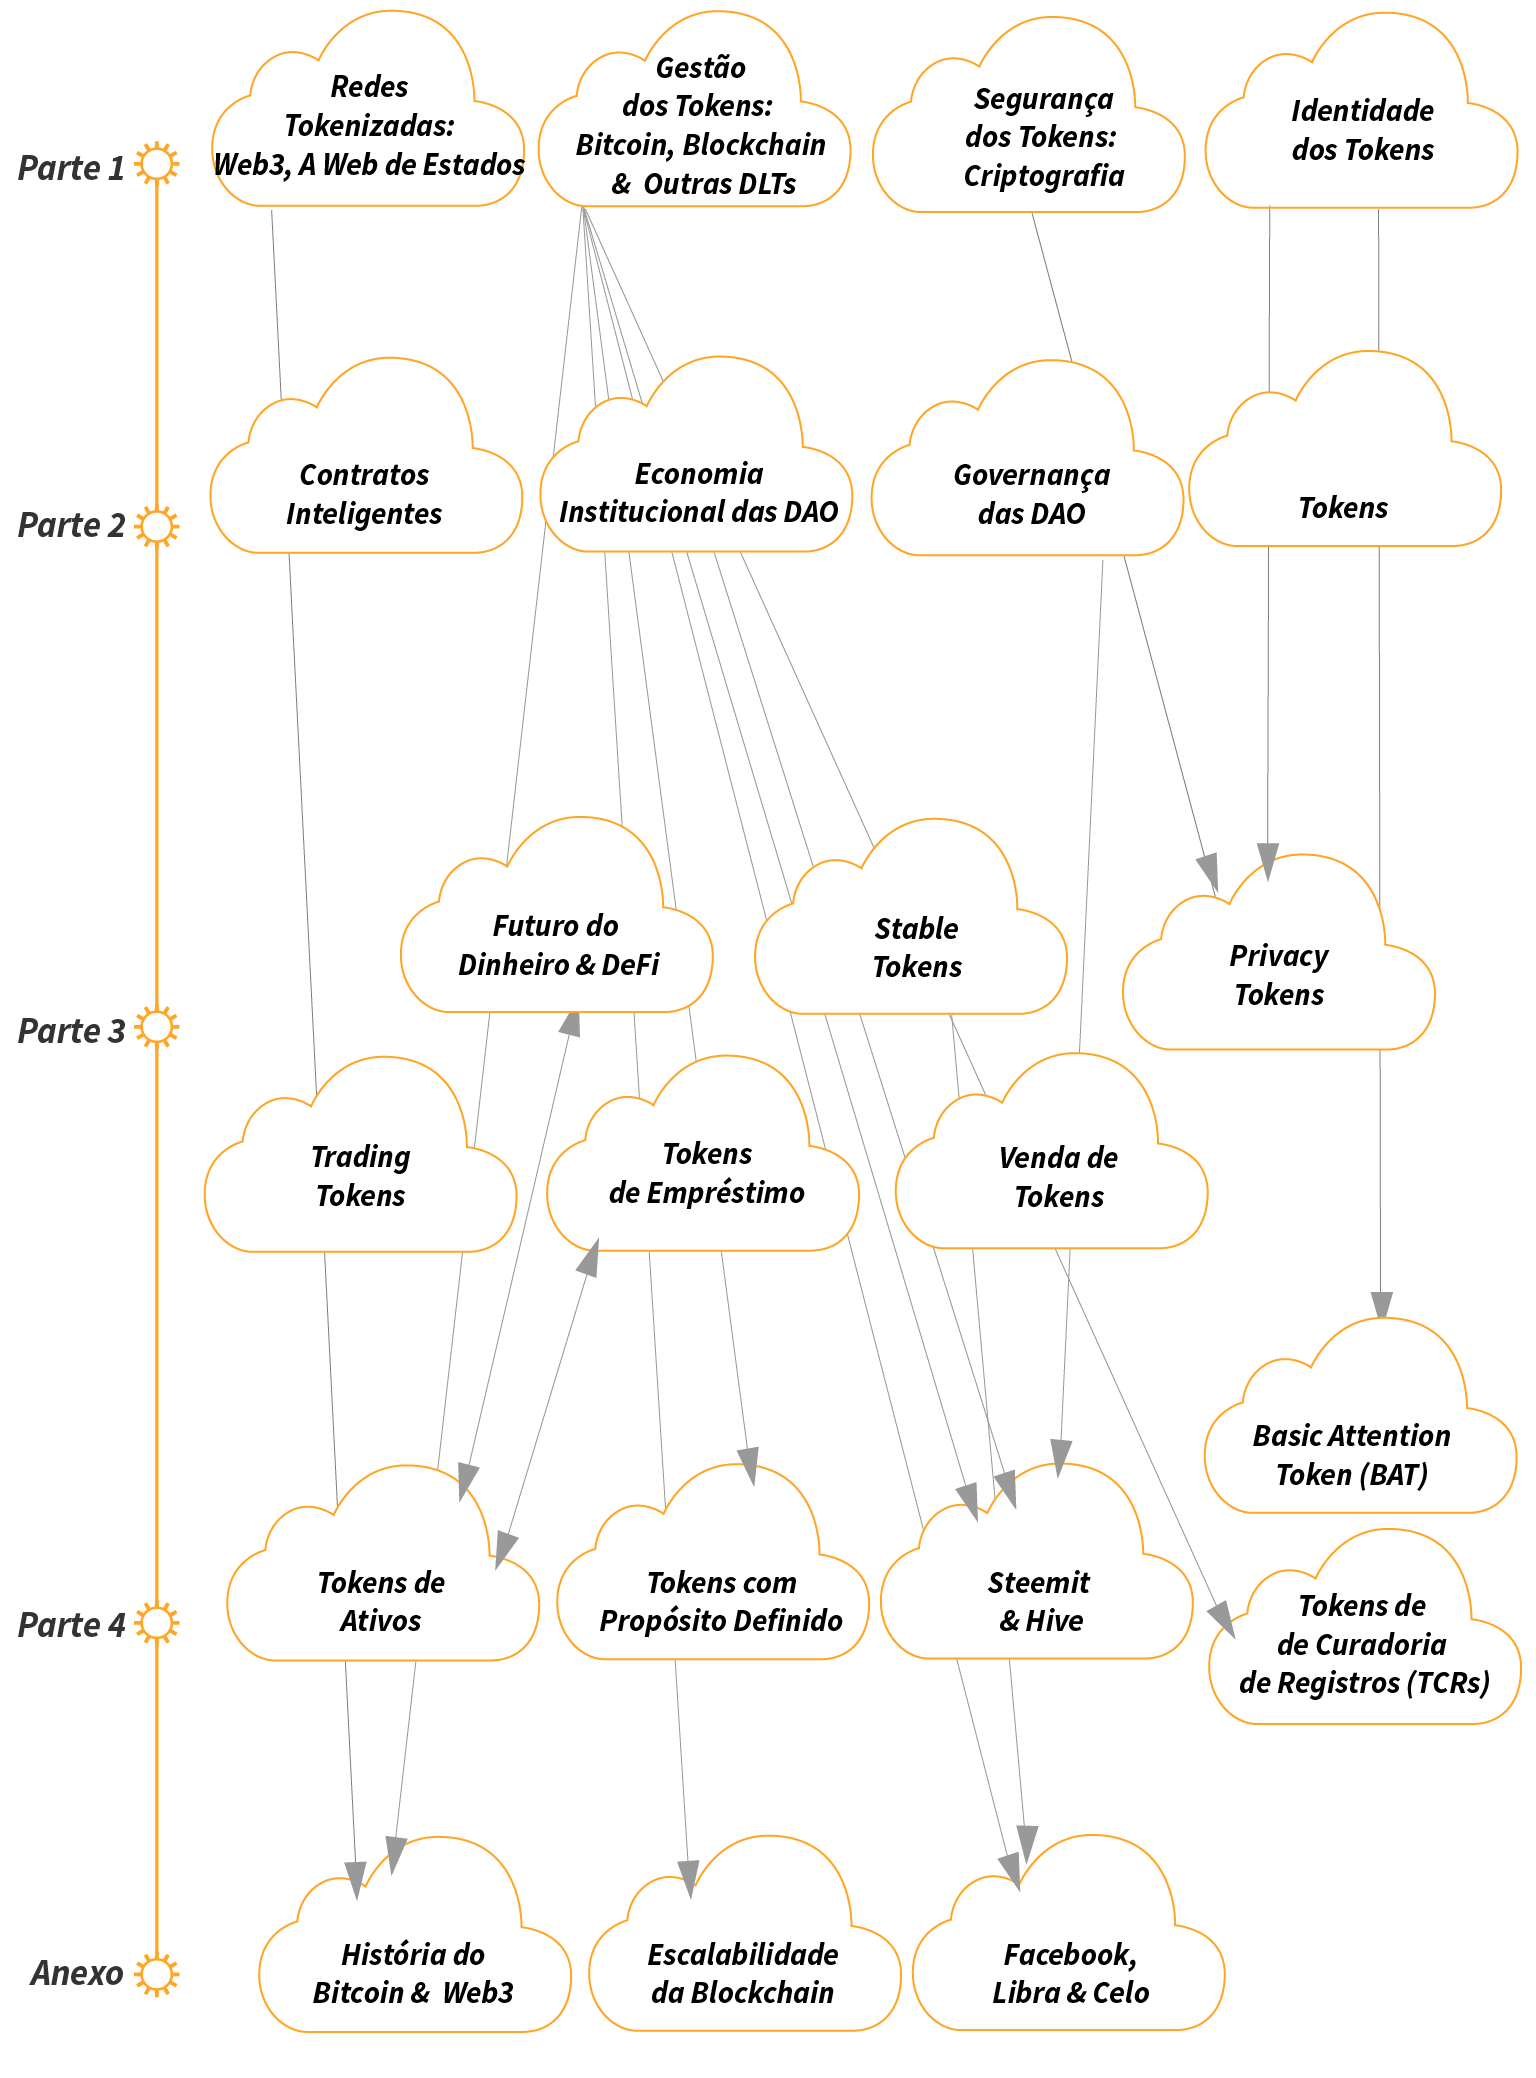 Parte 1
Redes
Tokenizadas:
Web3, A Web de Estados
Gestão
dos Tokens:
Bitcoin, Blockchain
& Outras DLTs
Segurança
dos Tokens:
Criptografia
Identidade
dos Tokens
Parte 2
Contratos
Inteligentes
Economia
Institucional das DAO
Governança
das DAO
Tokens
Parte 3
Futuro do
Dinheiro & DeFi
Stable
Tokens
Privacy
Tokens
Trading
Tokens
Tokens
de Empréstimo
Venda de
Tokens
Basic Attention
Token (BAT)
Parte 4
Tokens de
Ativos
Tokens com
Propósito Definido
Steemit
& Hive
Tokens de
de Curadoria
de Registros (TCRs)
Anexo
História do
Bitcoin & Web3
Escalabilidade
da Blockchain
Facebook,
Libra & Celo